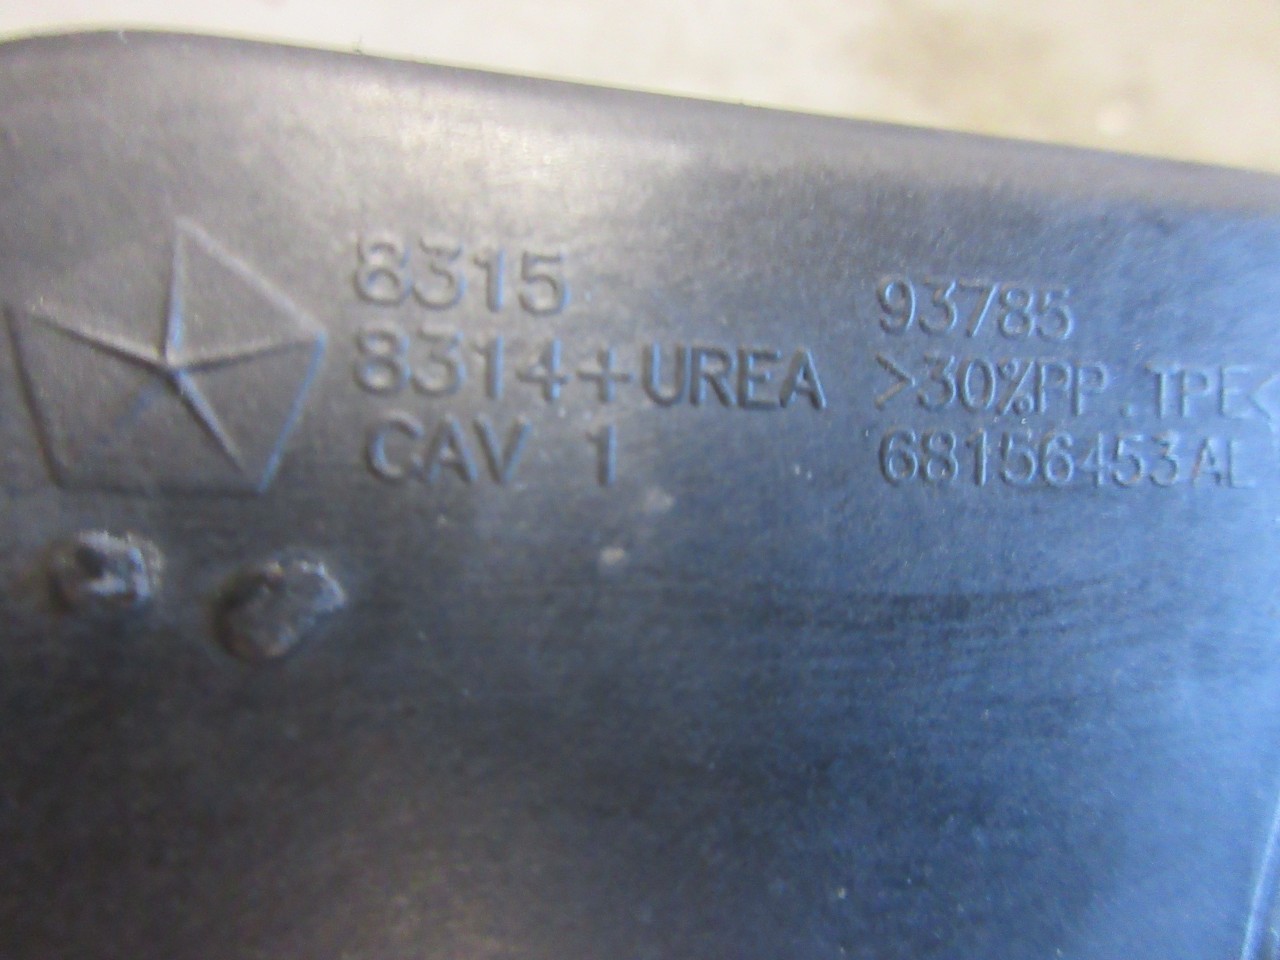 8315
8314+UREA
CAV 1
93785
>30%PP.TPE<
68156453AL